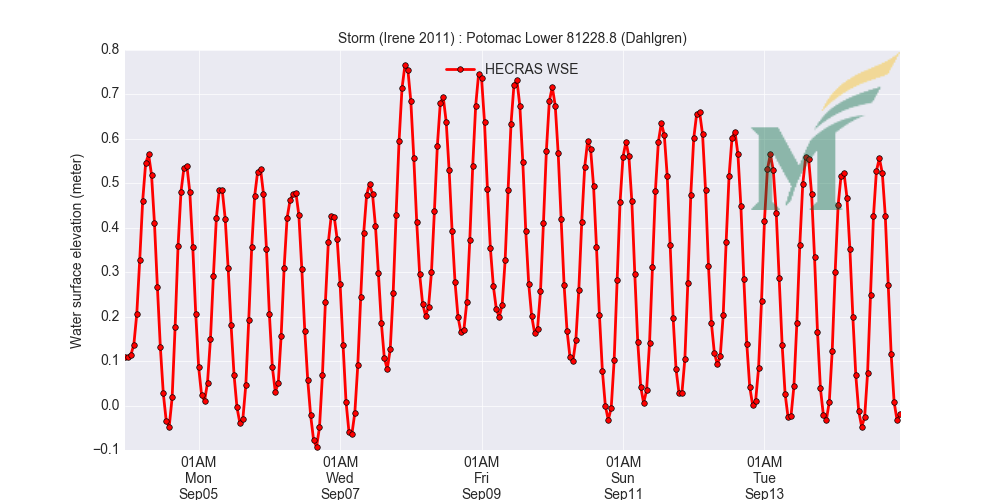 Storm (Irene 2011) : Potomac Lower 81228.8 (Dahlgren)
HECRAS WSE
M
Water surface elevation (meter)
0.8
0.7
0.6
0.5
0.4
0.3
0.2
0.1
0.0
−0.1
01AM 01AM 01AM 01AM 01AM
Mon Wed Fri Sun Tue
Sep05 Sep07 Sep09 Sep11 Sep13